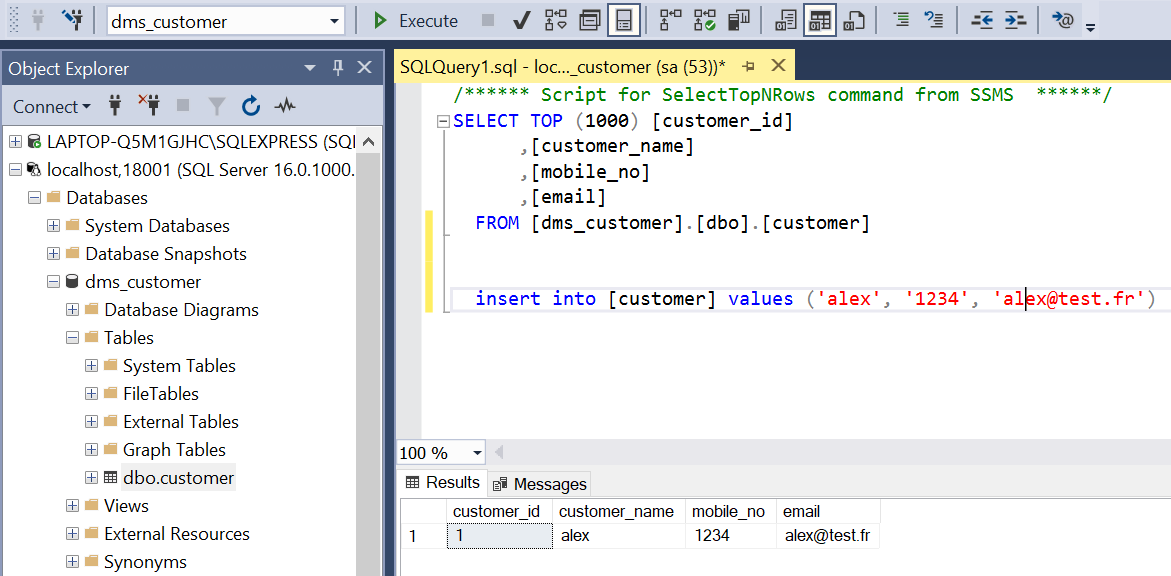 dms_customer
Execute
Object Explorer
Connect
LAPTOP-Q5M1GJHC\SQLEXPRESS (SQL
localhost,18001 (SQL Server 16.0.1000.
Databases
System Databases
Database Snapshots
dms_customer
Database Diagrams
Tables
System Tables
FileTables
External Tables
Graph Tables
dbo.customer
Views
External Resources
Synonyms
SQLQuery1.sql - loc..._customer (sa (53))*
/****** Script for SelectTopNRows command from SSMS  ******/
SELECT TOP (1000) [customer_id]
,[customer_name]
,[mobile_no]
,[email]
FROM [dms_customer].[dbo].[customer]
insert into [customer] values ('alex', '1234', 'alex@test.fr')
100 %
Results Messages
customer_id customer_name mobile_no email
1 1 alex 1234 alex@test.fr